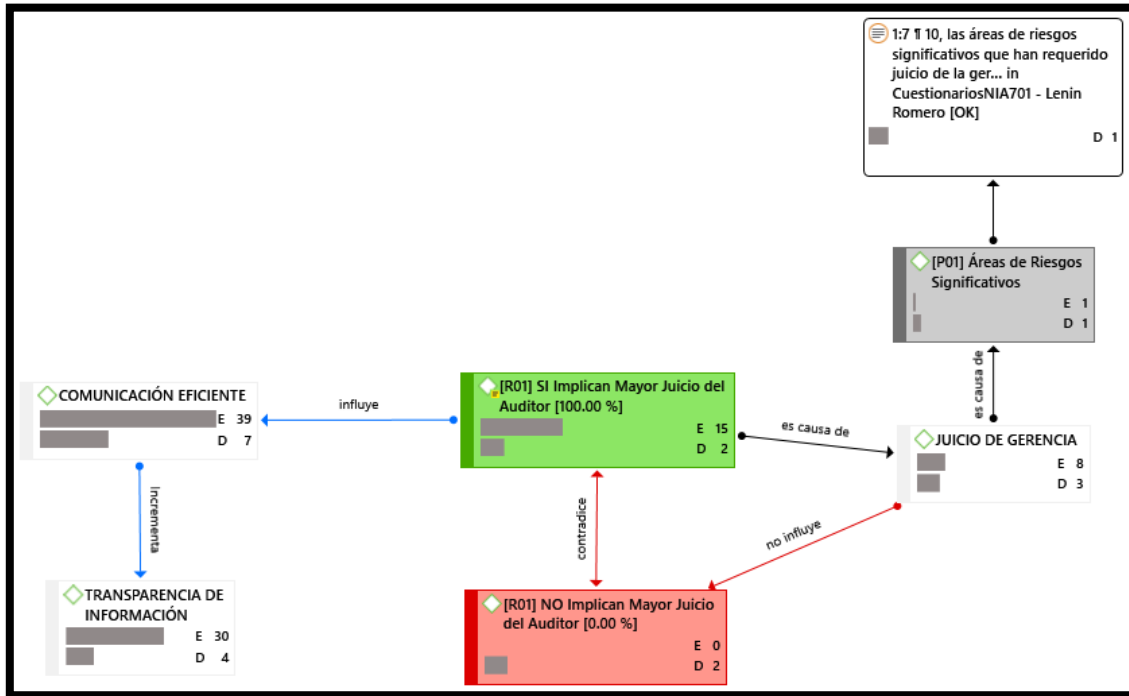 1:7 ¶ 10, las áreas de riesgos
significativos que han requerido
juicio de la ger... in
CuestionariosNIA701 - Lenin
Romero [OK]
D 1
[P01] Áreas de Riesgos
Significativos
E 1
D 1
es causa de
COMUNICACIÓN EFICIENTE
E 39
D 7
influye
[R01] SI Implican Mayor Juicio del
Auditor [100.00 %]
E 15
D 2
es causa de
JUICIO DE GERENCIA
E 8
D 3
Incrementa
contradice
no influye
TRANSPARENCIA DE
INFORMACIÓN
E 30
D 4
[R01] NO Implican Mayor Juicio
del Auditor [0.00 %]
E 0
D 2